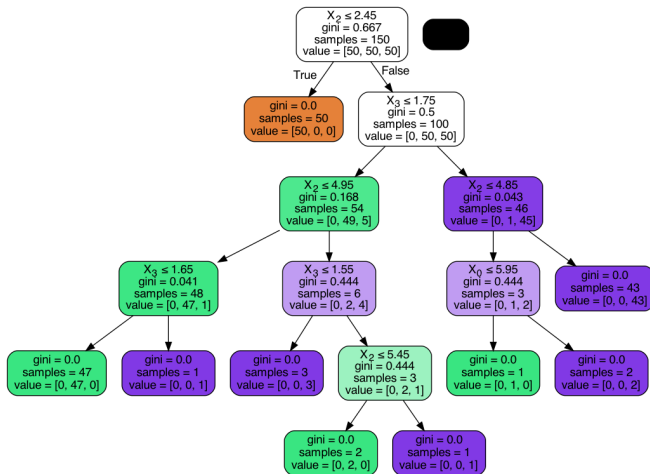 X₂ ≤ 2.45
gini = 0.667
samples = 150
value = [50, 50, 50]
True
False
gini = 0.0
samples = 50
value = [50, 0, 0]
X₃ ≤ 1.75
gini = 0.5
samples = 100
value = [0, 50, 50]
X₂ ≤ 4.95
gini = 0.168
samples = 54
value = [0, 49, 5]
X₂ ≤ 4.85
gini = 0.043
samples = 46
value = [0, 1, 45]
X₃ ≤ 1.65
gini = 0.041
samples = 48
value = [0, 47, 1]
X₃ ≤ 1.55
gini = 0.444
samples = 6
value = [0, 2, 4]
X₀ ≤ 5.95
gini = 0.444
samples = 3
value = [0, 1, 2]
gini = 0.0
samples = 43
value = [0, 0, 43]
gini = 0.0
samples = 47
value = [0, 47, 0]
gini = 0.0
samples = 1
value = [0, 0, 1]
gini = 0.0
samples = 3
value = [0, 0, 3]
X₂ ≤ 5.45
gini = 0.444
samples = 3
value = [0, 2, 1]
gini = 0.0
samples = 1
value = [0, 1, 0]
gini = 0.0
samples = 2
value = [0, 0, 2]
gini = 0.0
samples = 2
value = [0, 2, 0]
gini = 0.0
samples = 1
value = [0, 0, 1]